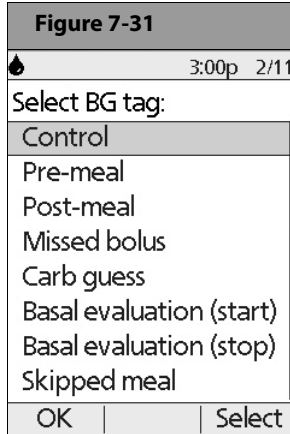 Figure 7-31
3:00p 2/11
Select BG tag:
Control
Pre-meal
Post-meal
Missed bolus
Carb guess
Basal evaluation (start)
Basal evaluation (stop)
Skipped meal
OK Select